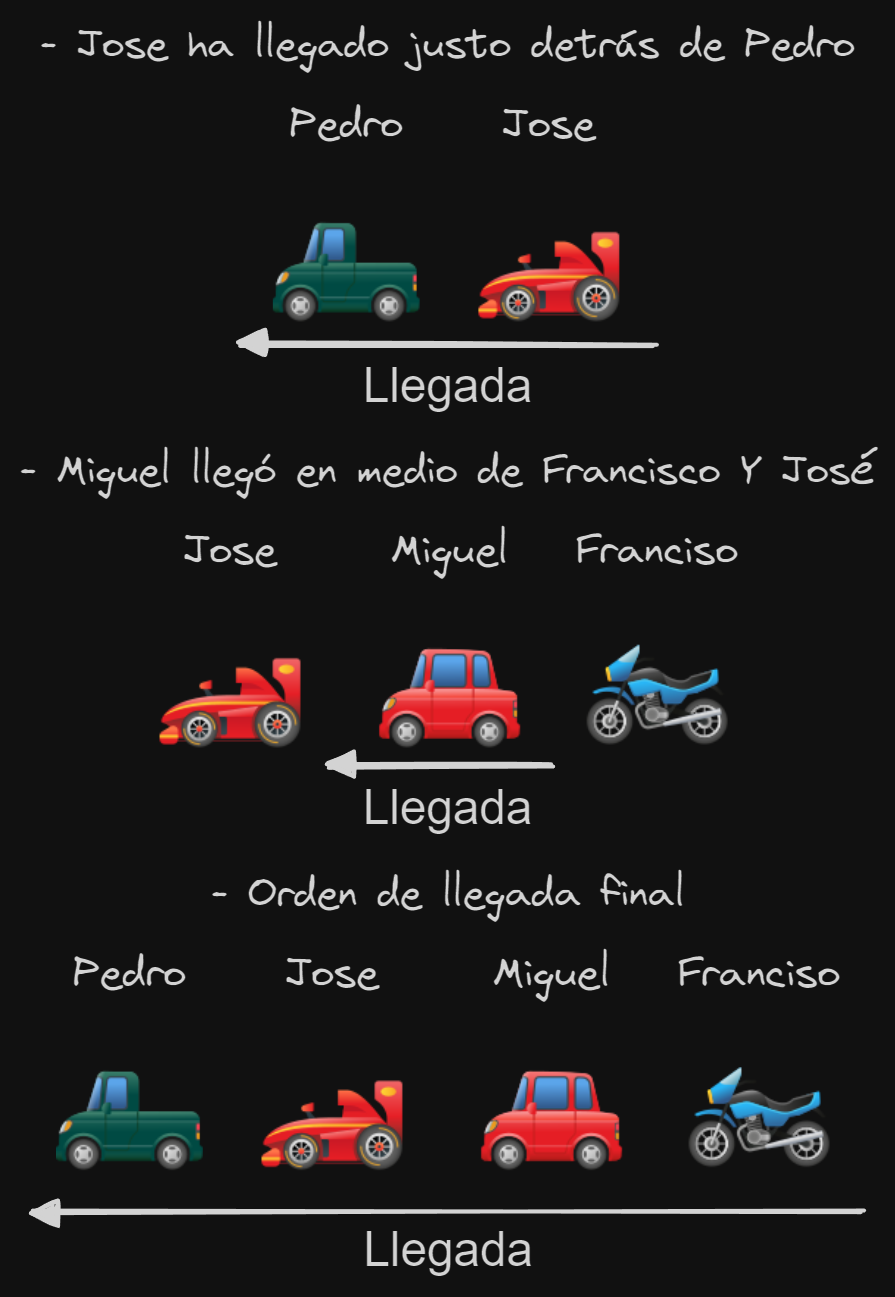 - Jose ha llegado justo detrás de Pedro
Pedro Jose
Llegada
- Miguel llegó en medio de Francisco Y José
Jose Miguel Franciso
Llegada
- Orden de llegada final
Pedro Jose Miguel Franciso
Llegada